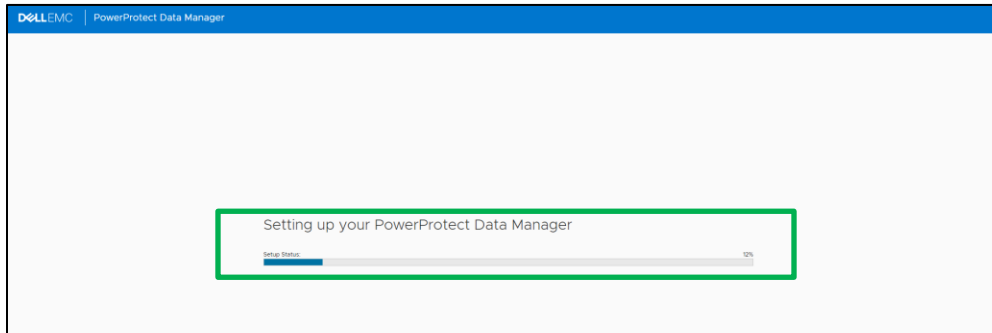 DELLEMC PowerProtect Data Manager
Setting up your PowerProtect Data Manager
Setup Status: 12%